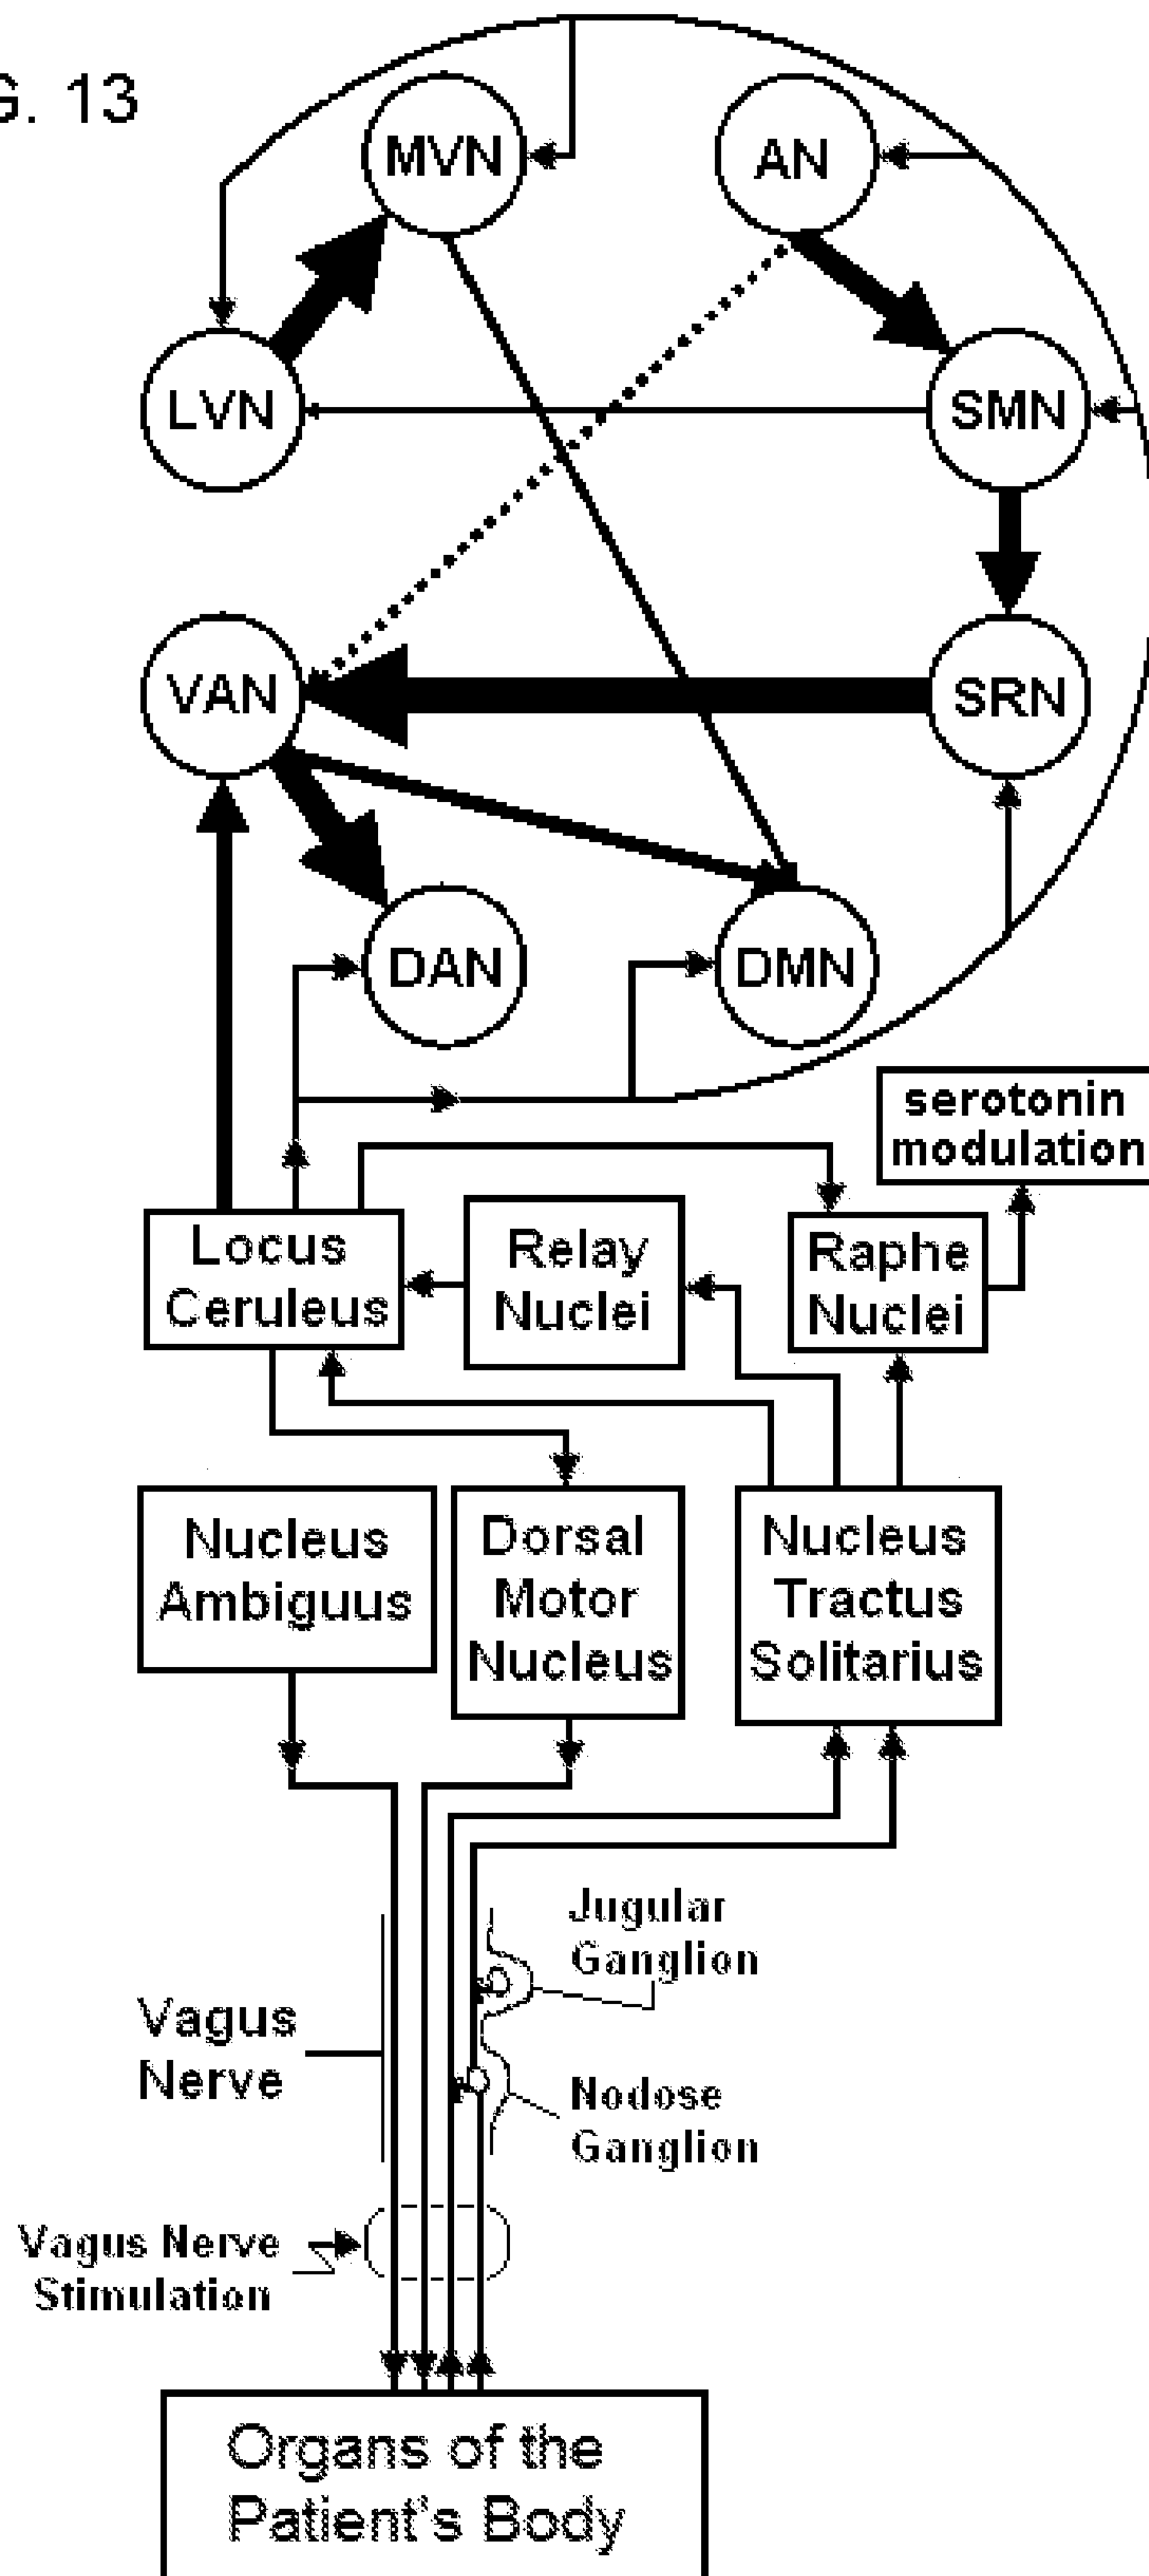 G. 13
MVN
AN
LVN
SMN
VAN
SRN
DAN
DMN
serotonin
modulation
Locus
Ceruleus
Relay
Nuclei
Raphe
Nuclei
Nucleus
Ambiguus
Dorsal
Motor
Nucleus
Nucleus
Tractus
Solitarius
Jugular
Ganglion
Vagus
Nerve
Nodose
Ganglion
Vagus Nerve
Stimulation
Organs of the
Patient's Body